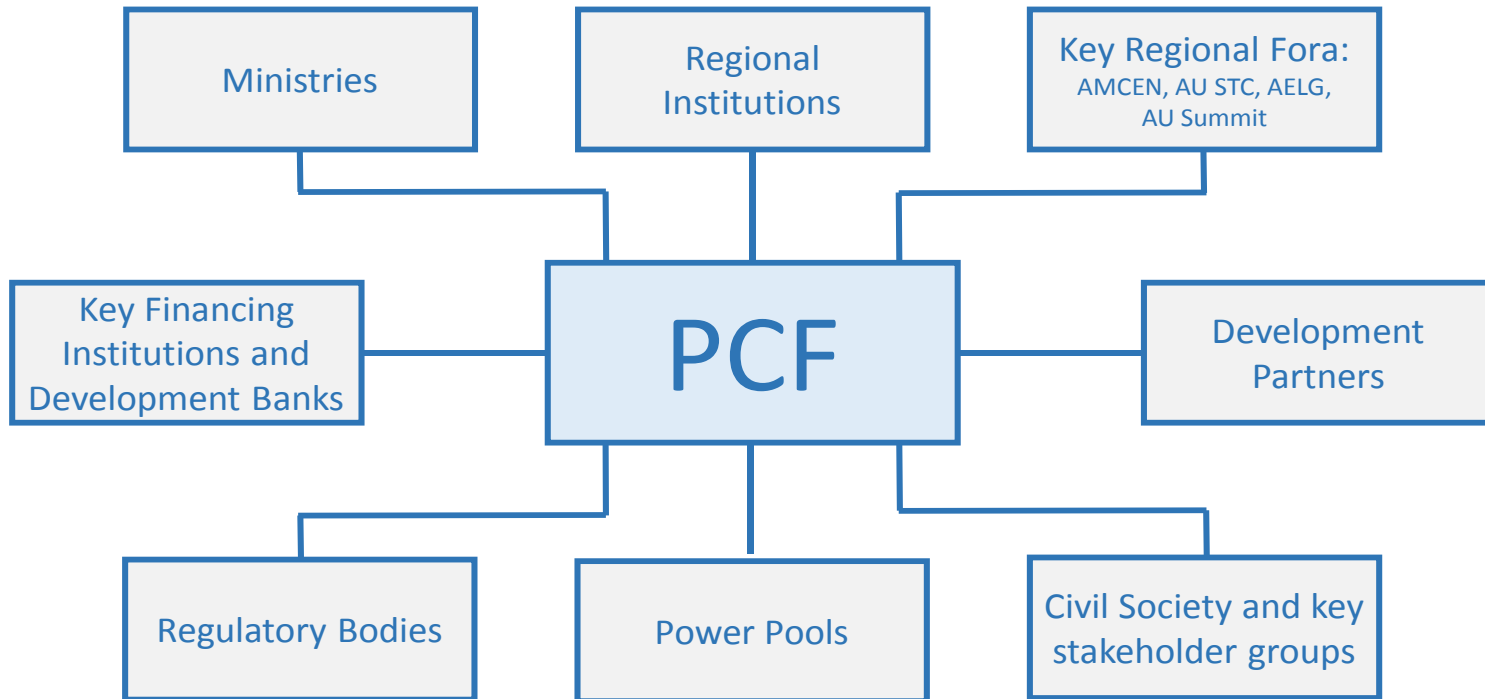 Ministries
Regional
Institutions
Key Regional Fora:
AMCEN, AU STC, AELG,
AU Summit
Key Financing
Institutions and
Development Banks
PCF
Development
Partners
Regulatory Bodies
Power Pools
Civil Society and key
stakeholder groups